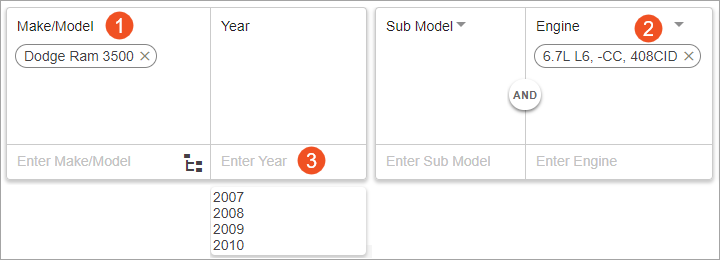 Make/Model 1
Year
Sub Model
Engine 2
Dodge Ram 3500 ×
6.7L L6, -CC, 408CID ×
AND
Enter Make/Model
Enter Year 3
Enter Sub Model
Enter Engine
2007
2008
2009
2010